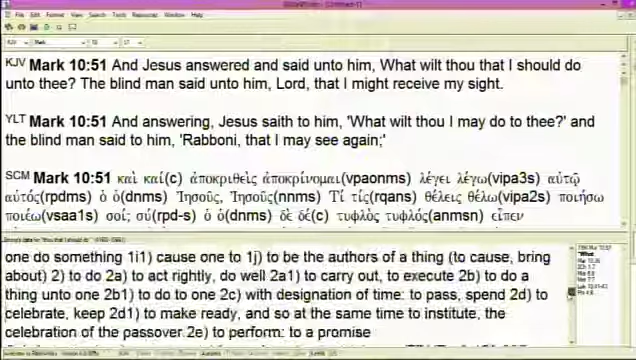 File Edit Format View Search Tools Resources Window Help
KJV Mark 10:51 And Jesus answered and said unto him, What wilt thou that I should do
unto thee? The blind man said unto him, Lord, that I might receive my sight.
YLT Mark 10:51 And answering, Jesus saith to him, 'What wilt thou I may do to thee?' and
the blind man said to him, 'Rabboni, that I may see again;'
SCM Mark 10:51 καὶ καί(c) ἀποκριθεὶς ἀποκρίνομαι(vpaonms) λέγει λέγω(vipa3s) αὐτῷ
αὐτός(rpdms) ὁ ὁ(dnms) Ἰησοῦς, Ἰησοῦς(nnms) Τί τίς(rqans) θέλεις θέλω(vipa2s) ποιήσω
ποιέω(vsaa1s) σοί; σύ(rpd-s) ὁ ὁ(dnms) δὲ δέ(c) τυφλὸς τυφλός(anmsn) εἶπεν
one do something 1i1) cause one to 1j) to be the authors of a thing (to cause, bring
about) 2) to do 2a) to act rightly, do well 2a1) to carry out, to execute 2b) to do a
thing unto one 2b1) to do to one 2c) with designation of time: to pass, spend 2d) to
celebrate, keep 2d1) to make ready, and so at the same time to institute, the
celebration of the passover 2e) to perform: to a promise